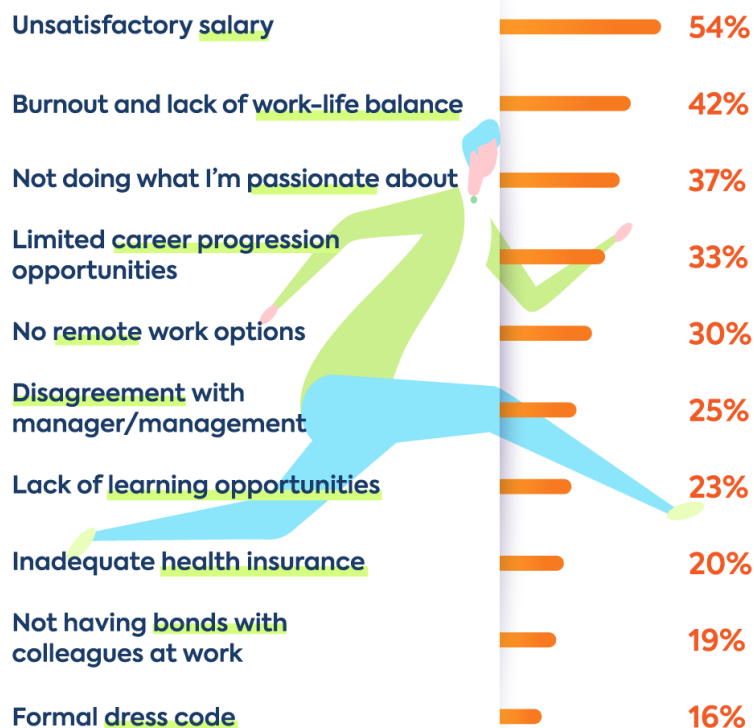 Unsatisfactory salary 54%
Burnout and lack of work-life balance 42%
Not doing what I'm passionate about 37%
Limited career progression
opportunities 33%
No remote work options 30%
Disagreement with
manager/management 25%
Lack of learning opportunities 23%
Inadequate health insurance 20%
Not having bonds with
colleagues at work 19%
Formal dress code 16%